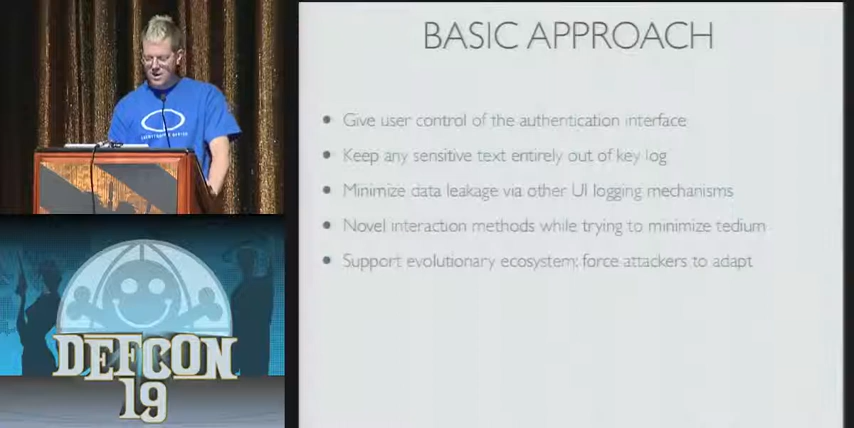 BASIC APPROACH
Give user control of the authentication interface
Keep any sensitive text entirely out of key log
Minimize data leakage via other UI logging mechanisms
Novel interaction methods while trying to minimize tedium
Support evolutionary ecosystem; force attackers to adapt
DEFCON
19